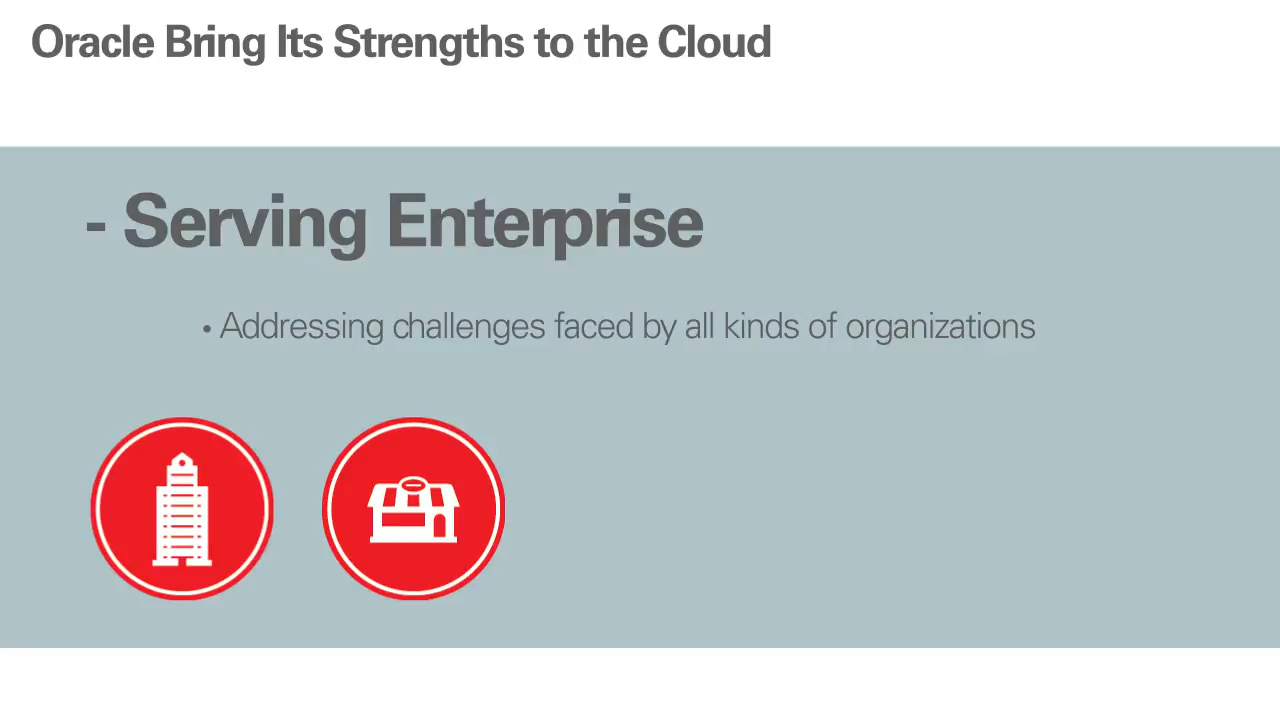 Oracle Bring Its Strengths to the Cloud
- Serving Enterprise
• Addressing challenges faced by all kinds of organizations